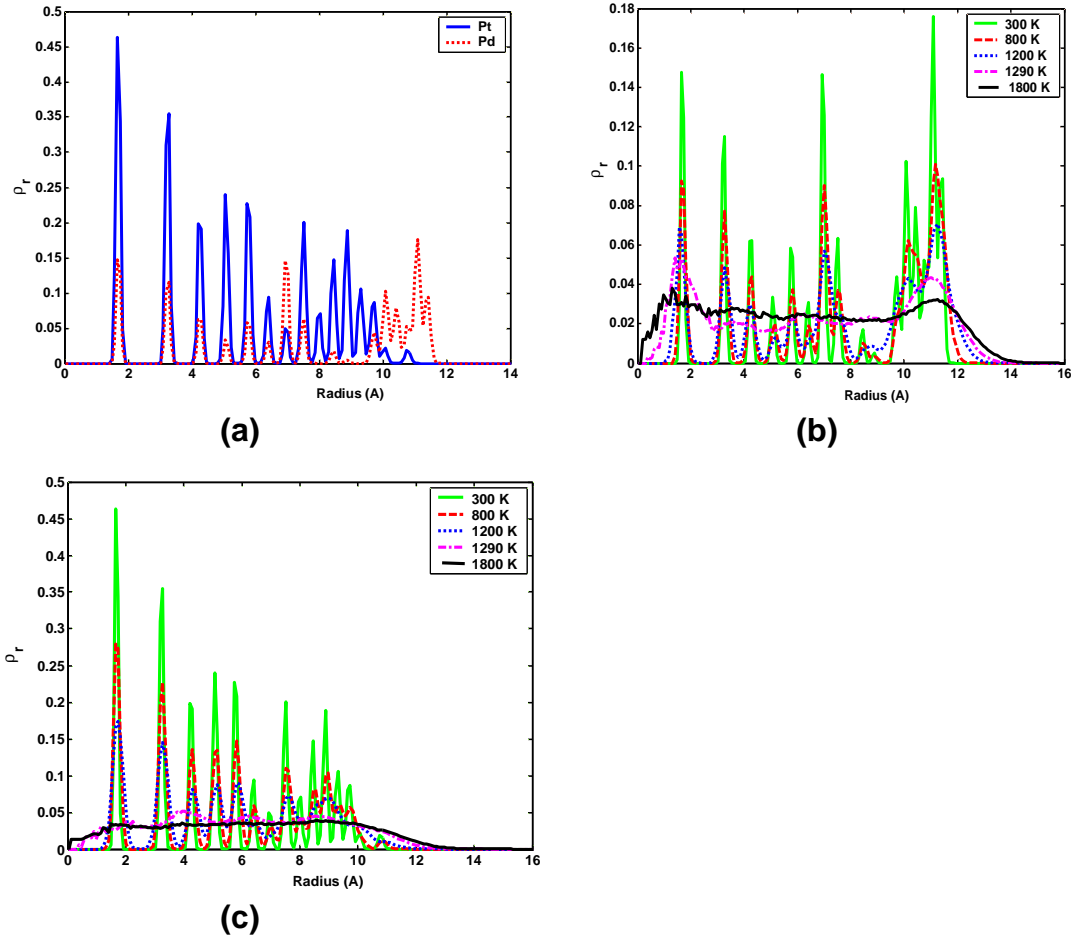 0.5
0.45
0.4
0.35
0.3
0.25
0.2
0.15
0.1
0.05
0
ρr
Pt
Pd
0 2 4 6 8 10 12 14
Radius (A)
(a)
0.18
0.16
0.14
0.12
0.1
0.08
0.06
0.04
0.02
0
ρr
300 K
800 K
1200 K
1290 K
1800 K
0 2 4 6 8 10 12 14 16
Radius (A)
(b)
0.5
0.45
0.4
0.35
0.3
0.25
0.2
0.15
0.1
0.05
0
ρr
300 K
800 K
1200 K
1290 K
1800 K
0 2 4 6 8 10 12 14 16
Radius (A)
(c)